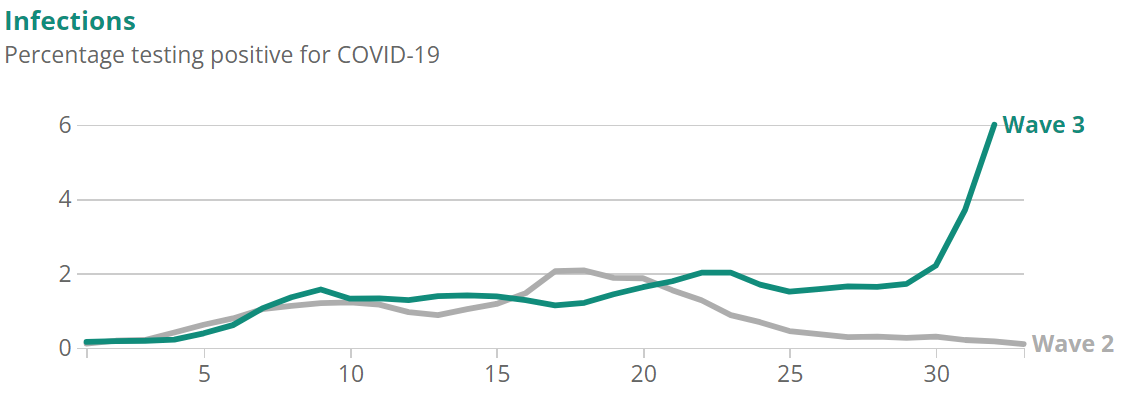 Infections
Percentage testing positive for COVID-19
6
Wave 3
4
2
0
Wave 2
5 10 15 20 25 30